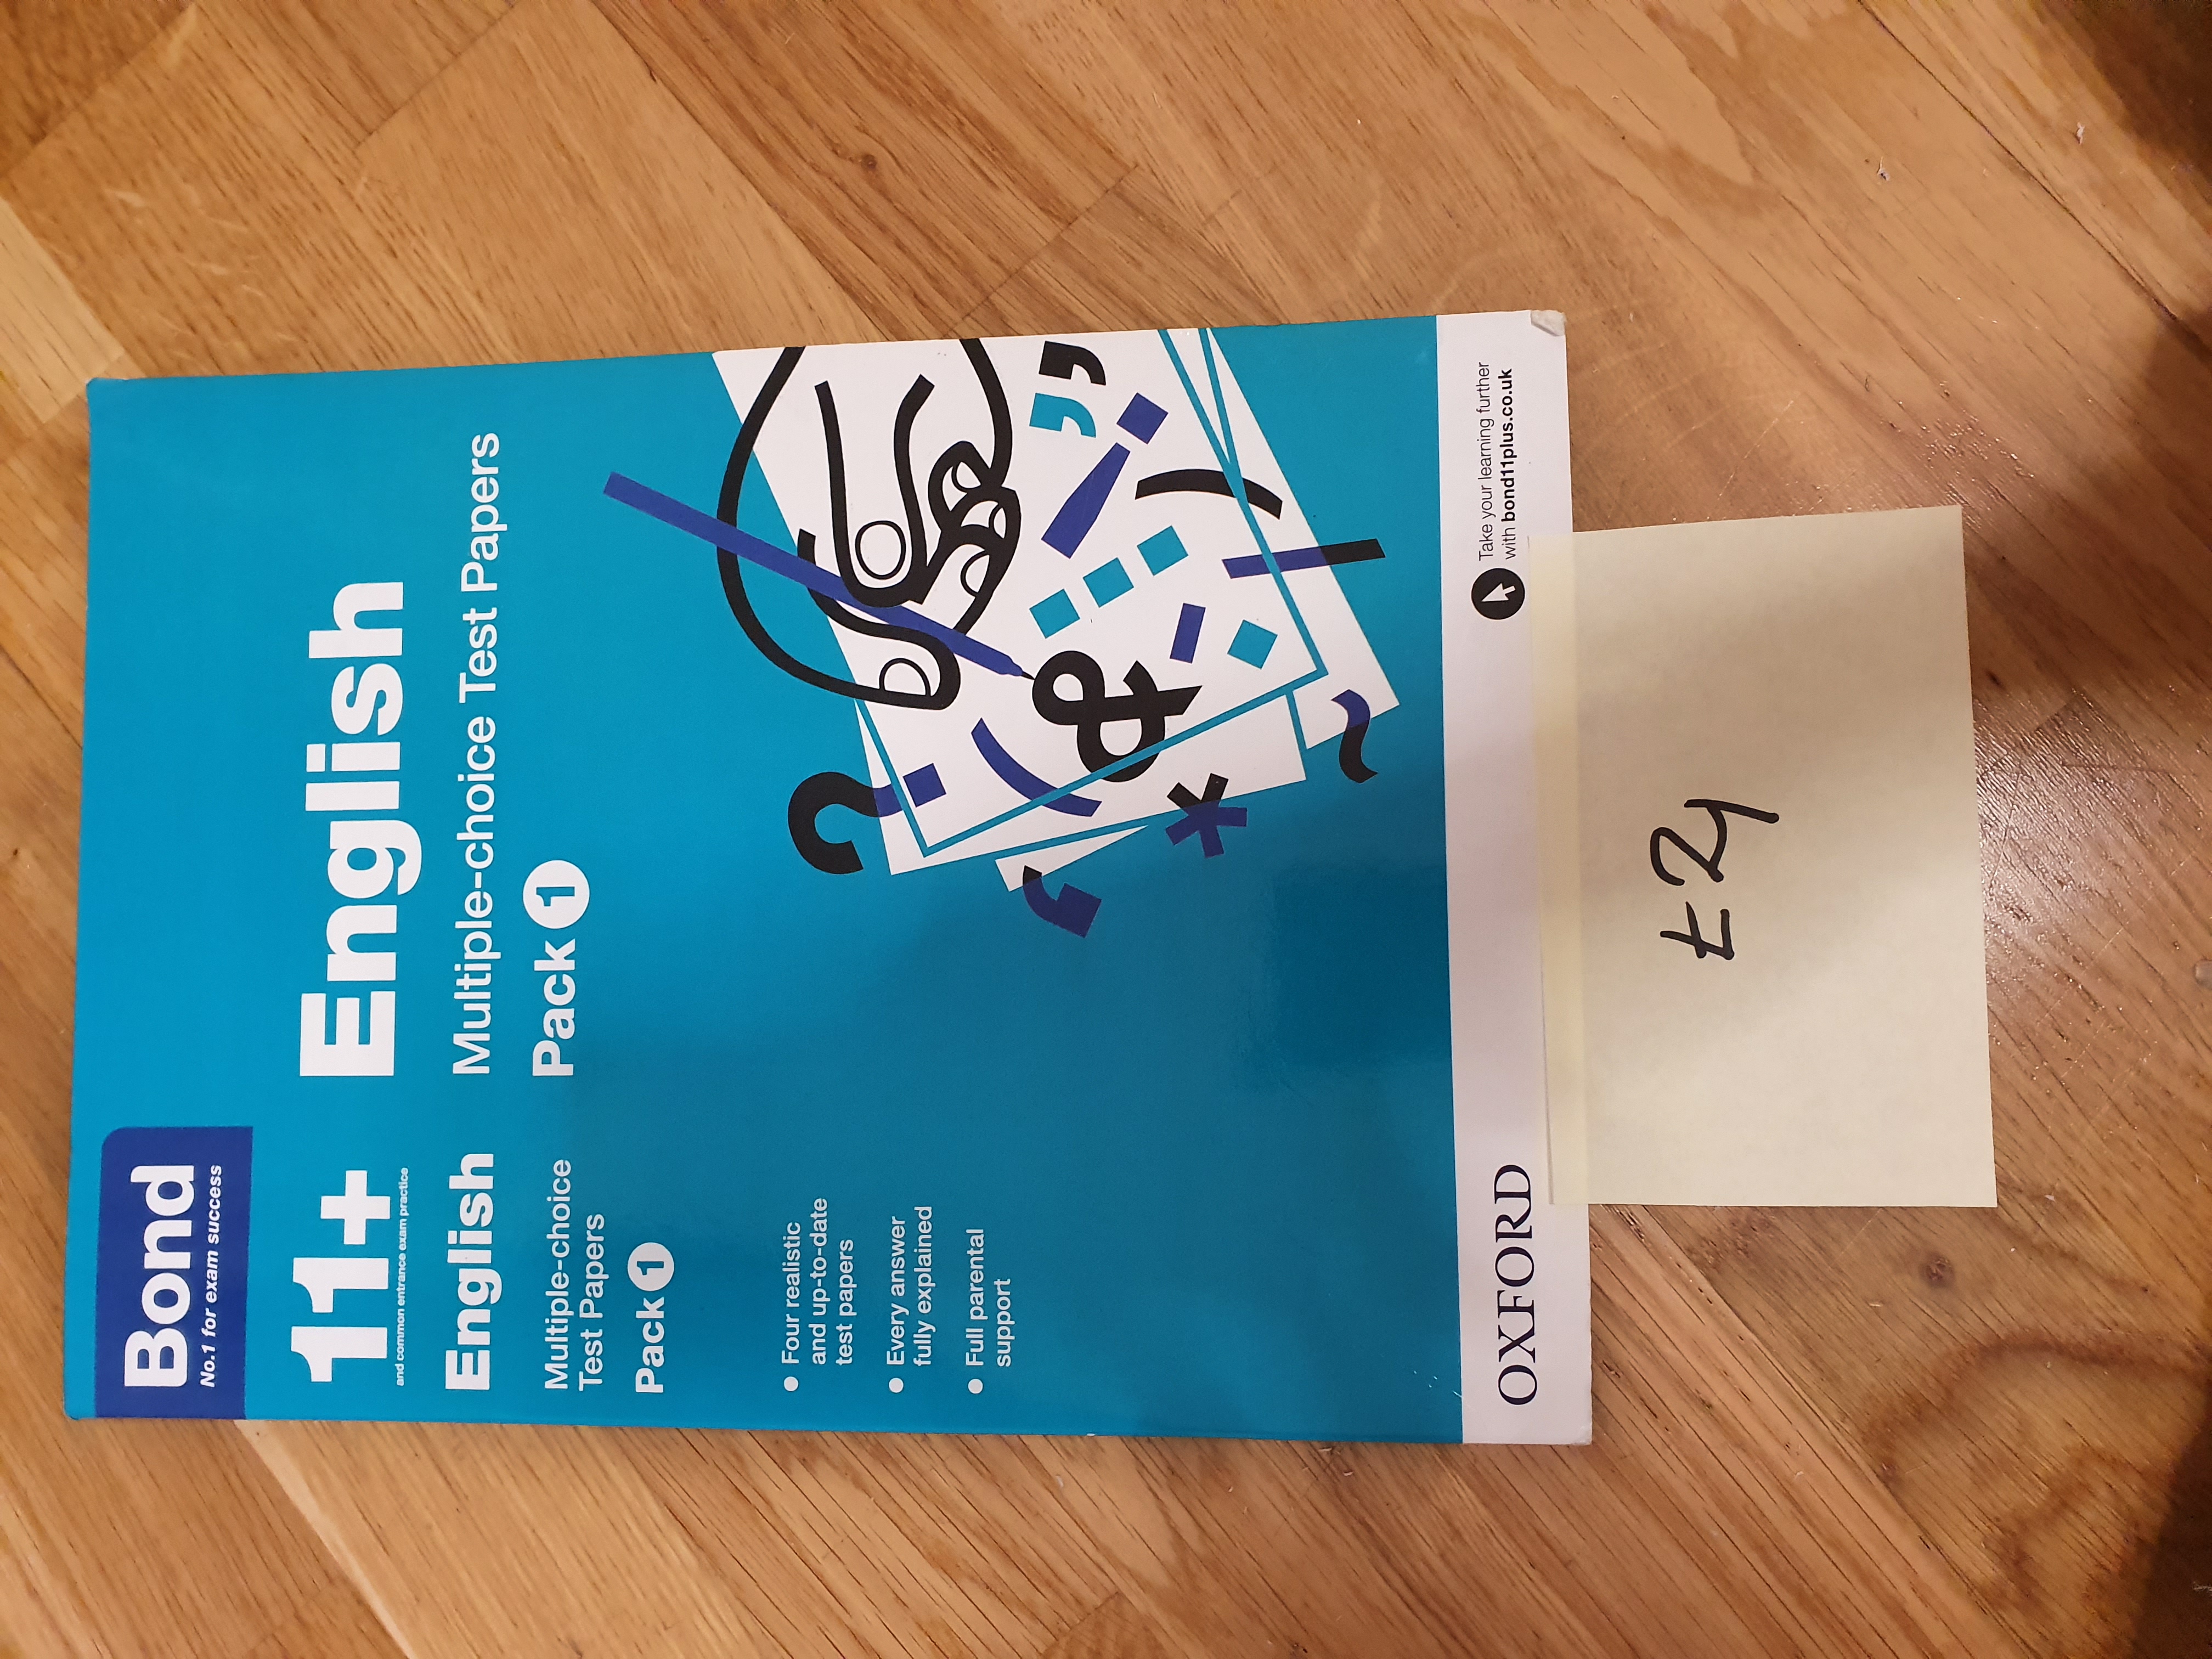 Bond
No.1 for exam success
11+
and common entrance exam practice
English
Multiple-choice
Test Papers
Pack 1
Four realistic
and up-to-date
test papers
Every answer
fully explained
Full parental
support
English
Multiple-choice Test Papers
Pack 1
? ( & : ! ” * ) ~
OXFORD
Take your learning further
with bond11plus.co.uk
£2